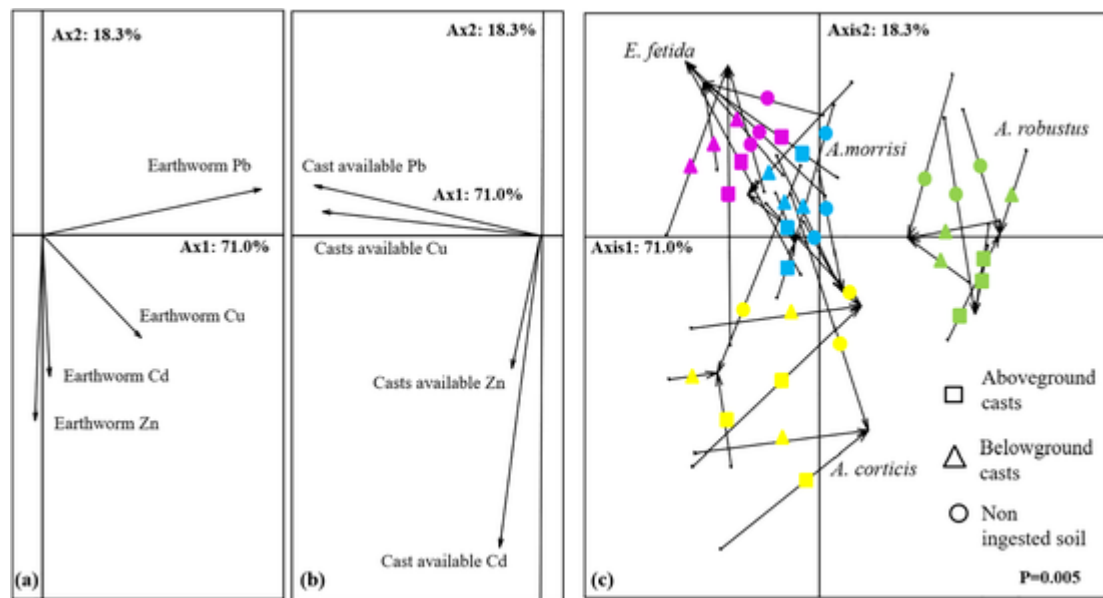 Ax2: 18.3%
Earthworm Pb
Ax1: 71.0%
Earthworm Cu
Earthworm Cd
Earthworm Zn
(a)
Ax2: 18.3%
Cast available Pb
Ax1: 71.0%
Casts available Cu
Casts available Zn
Cast available Cd
(b)
Axis2: 18.3%
E. fetida
A. robustus
A.morrisi
Axis1: 71.0%
A. corticis
Aboveground
casts
Belowground
casts
Non
ingested soil
(c)
P=0.005